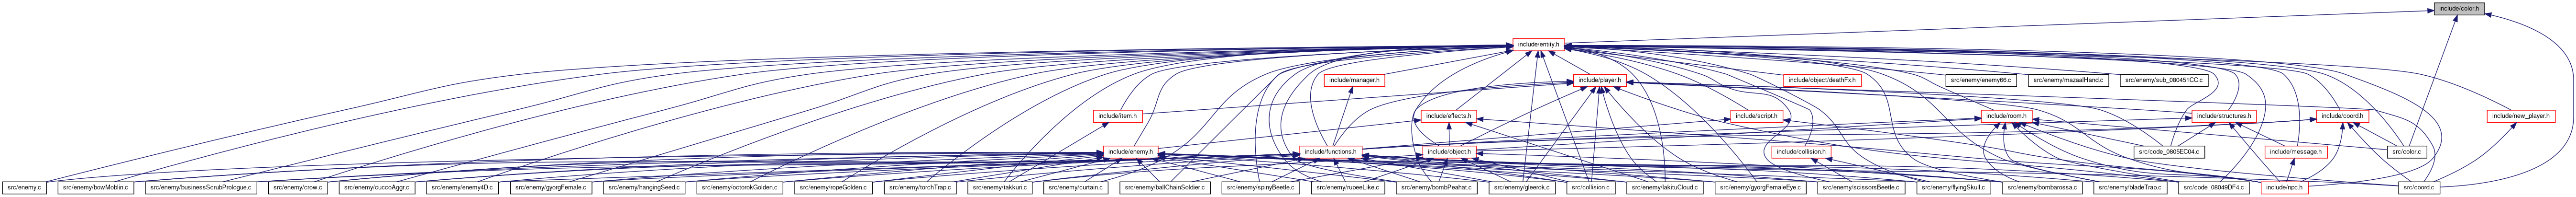 include/color.h
include/entity.h
include/manager.h
include/player.h
include/object/deathFx.h
src/enemy/enemy66.c
src/enemy/mazaalHand.c
src/enemy/sub_080451CC.c
include/item.h
include/effects.h
include/script.h
include/room.h
include/structures.h
include/coord.h
include/new_player.h
include/enemy.h
include/functions.h
include/object.h
include/collision.h
src/code_0805EC04.c
include/message.h
src/color.c
src/enemy.c
src/enemy/bowMoblin.c
src/enemy/businessScrubPrologue.c
src/enemy/crow.c
src/enemy/cuccoAggr.c
src/enemy/enemy4D.c
src/enemy/gyorgFemale.c
src/enemy/hangingSeed.c
src/enemy/octorokGolden.c
src/enemy/ropeGolden.c
src/enemy/torchTrap.c
src/enemy/takkuri.c
src/enemy/curtain.c
src/enemy/ballChainSoldier.c
src/enemy/spinyBeetle.c
src/enemy/rupeeLike.c
src/enemy/bombPeahat.c
src/enemy/gleerok.c
src/collision.c
src/enemy/lakituCloud.c
src/enemy/gyorgFemaleEye.c
src/enemy/scissorsBeetle.c
src/enemy/flyingSkull.c
src/enemy/bombarossa.c
src/enemy/bladeTrap.c
src/code_08049DF4.c
include/npc.h
src/coord.c